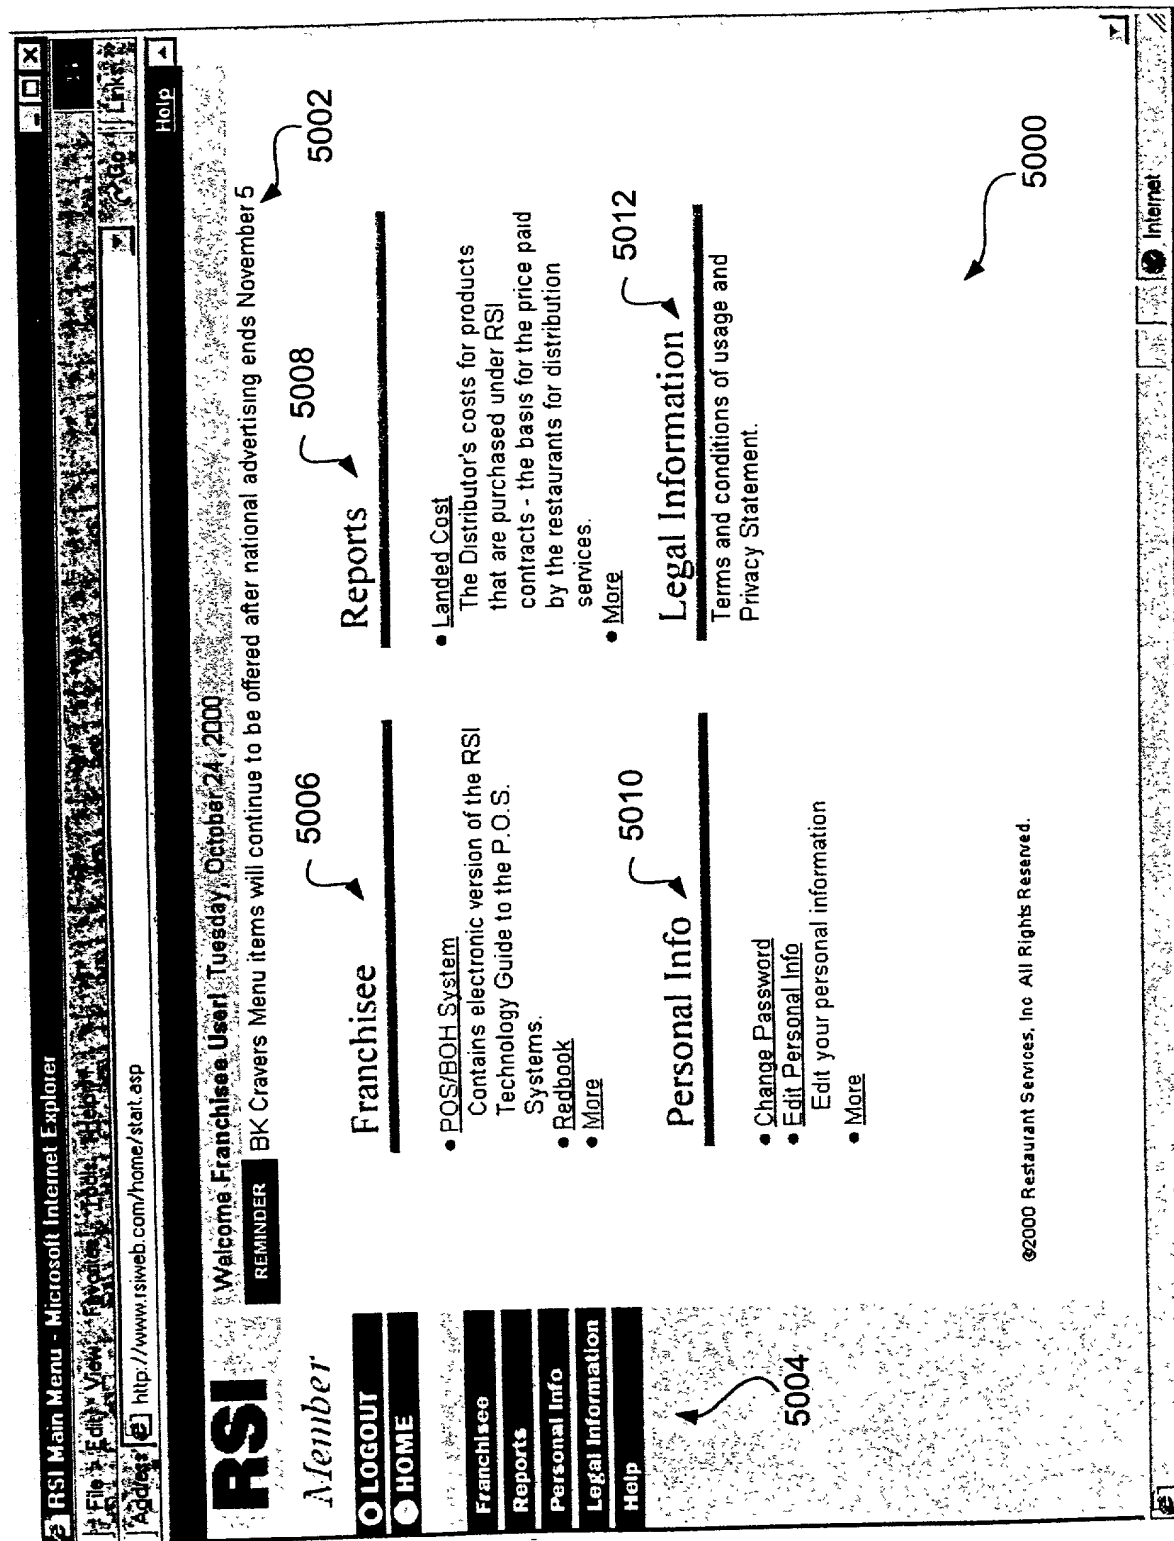 RSI Main Menu - Microsoft Internet Explorer
File Edit View Favorites Tools Help
Address http://www.rsiweb.com/home/start.asp Go Links »
Help
RSI
Welcome Franchisee User! Tuesday, October 24, 2000
REMINDER BK Cravers Menu items will continue to be offered after national advertising ends November 5
5002
Member
LOGOUT
HOME
Franchisee
Reports
Personal Info
Legal Information
Help
5004
5006
Franchisee
• POS/BOH System
Contains electronic version of the RSI
Technology Guide to the P.O.S.
Systems.
• Redbook
• More
5008
Reports
• Landed Cost
The Distributor's costs for products
that are purchased under RSI
contracts - the basis for the price paid
by the restaurants for distribution
services.
• More
5010
Personal Info
• Change Password
• Edit Personal Info
Edit your personal information
• More
5012
Legal Information
Terms and conditions of usage and
Privacy Statement.
5000
©2000 Restaurant Services, Inc All Rights Reserved.
Internet